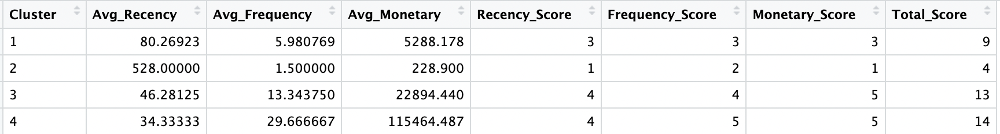 Cluster Avg_Recency Avg_Frequency Avg_Monetary Recency_Score Frequency_Score Monetary_Score Total_Score
1 80.26923 5.980769 5288.178 3 3 3 9
2 528.00000 1.500000 228.900 1 2 1 4
3 46.28125 13.343750 22894.440 4 4 5 13
4 34.33333 29.666667 115464.487 4 5 5 14